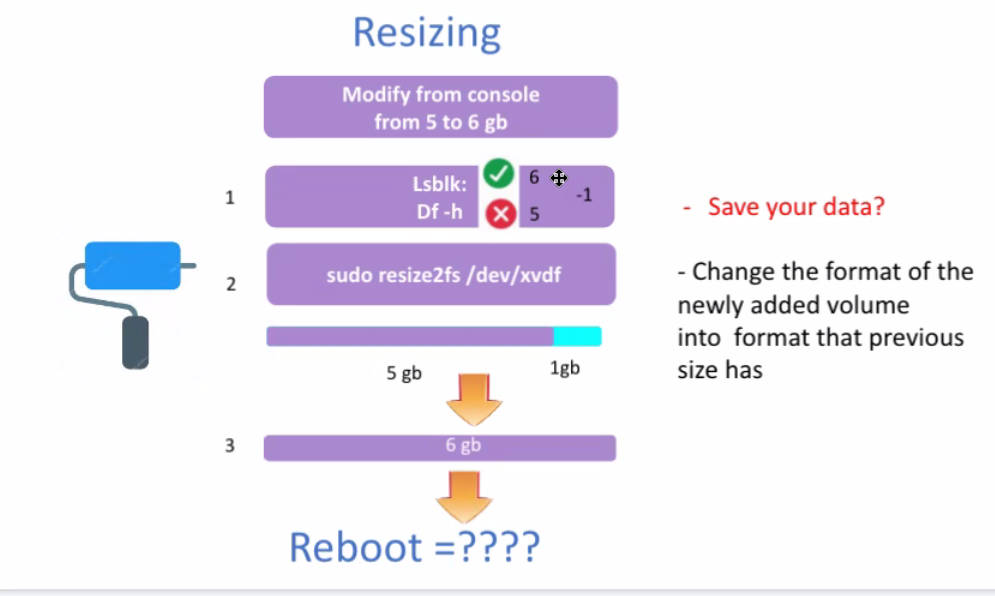 Resizing
Modify from console
from 5 to 6 gb
1
Lsblk:
6
-1
Df -h
5
2
sudo resize2fs /dev/xvdf
5 gb
1gb
3
6 gb
Reboot =????
- Save your data?
- Change the format of the
newly added volume
into format that previous
size has